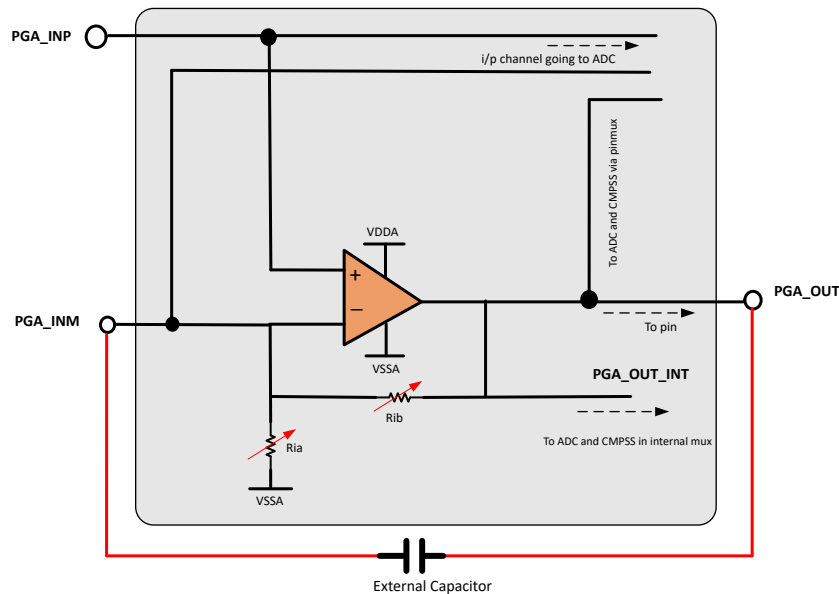 PGA_INP
i/p channel going to ADC
To ADC and CMPSS via pinmux
VDDA
+
−
PGA_INM
PGA_OUT
To pin
VSSA
PGA_OUT_INT
Rib
To ADC and CMPSS in internal mux
Ria
VSSA
External Capacitor